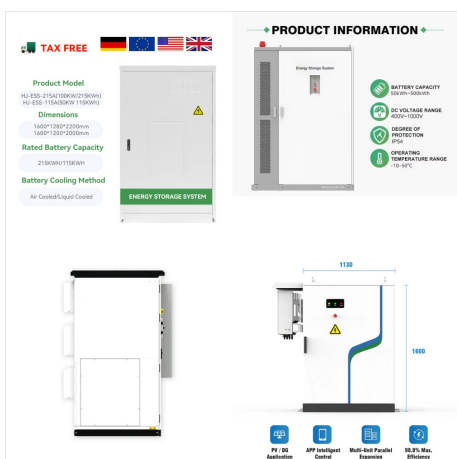 TAX FREE
Product Model
HJ-ESS-215A(100KW/215KWh)
HJ-ESS-115A(50KW 115KWh)
Dimensions
1600*1280*2200mm
1600*1200*2000mm
Rated Battery Capacity
215KWH/115KWH
Battery Cooling Method
Air Cooled/Liquid Cooled
ENERGY STORAGE SYSTEM
PRODUCT INFORMATION
Energy Storage System
BATTERY CAPACITY
50kWh~500kWh
DC VOLTAGE RANGE
400V~1000V
DEGREE OF
PROTECTION
IP54
OPERATING
TEMPERATURE RANGE
-10~50°C
1130
1600
PV / DG
Application
APP Intelligent
Control
Multi-Unit Parallel
Expansion
98.8% Max.
Efficiency